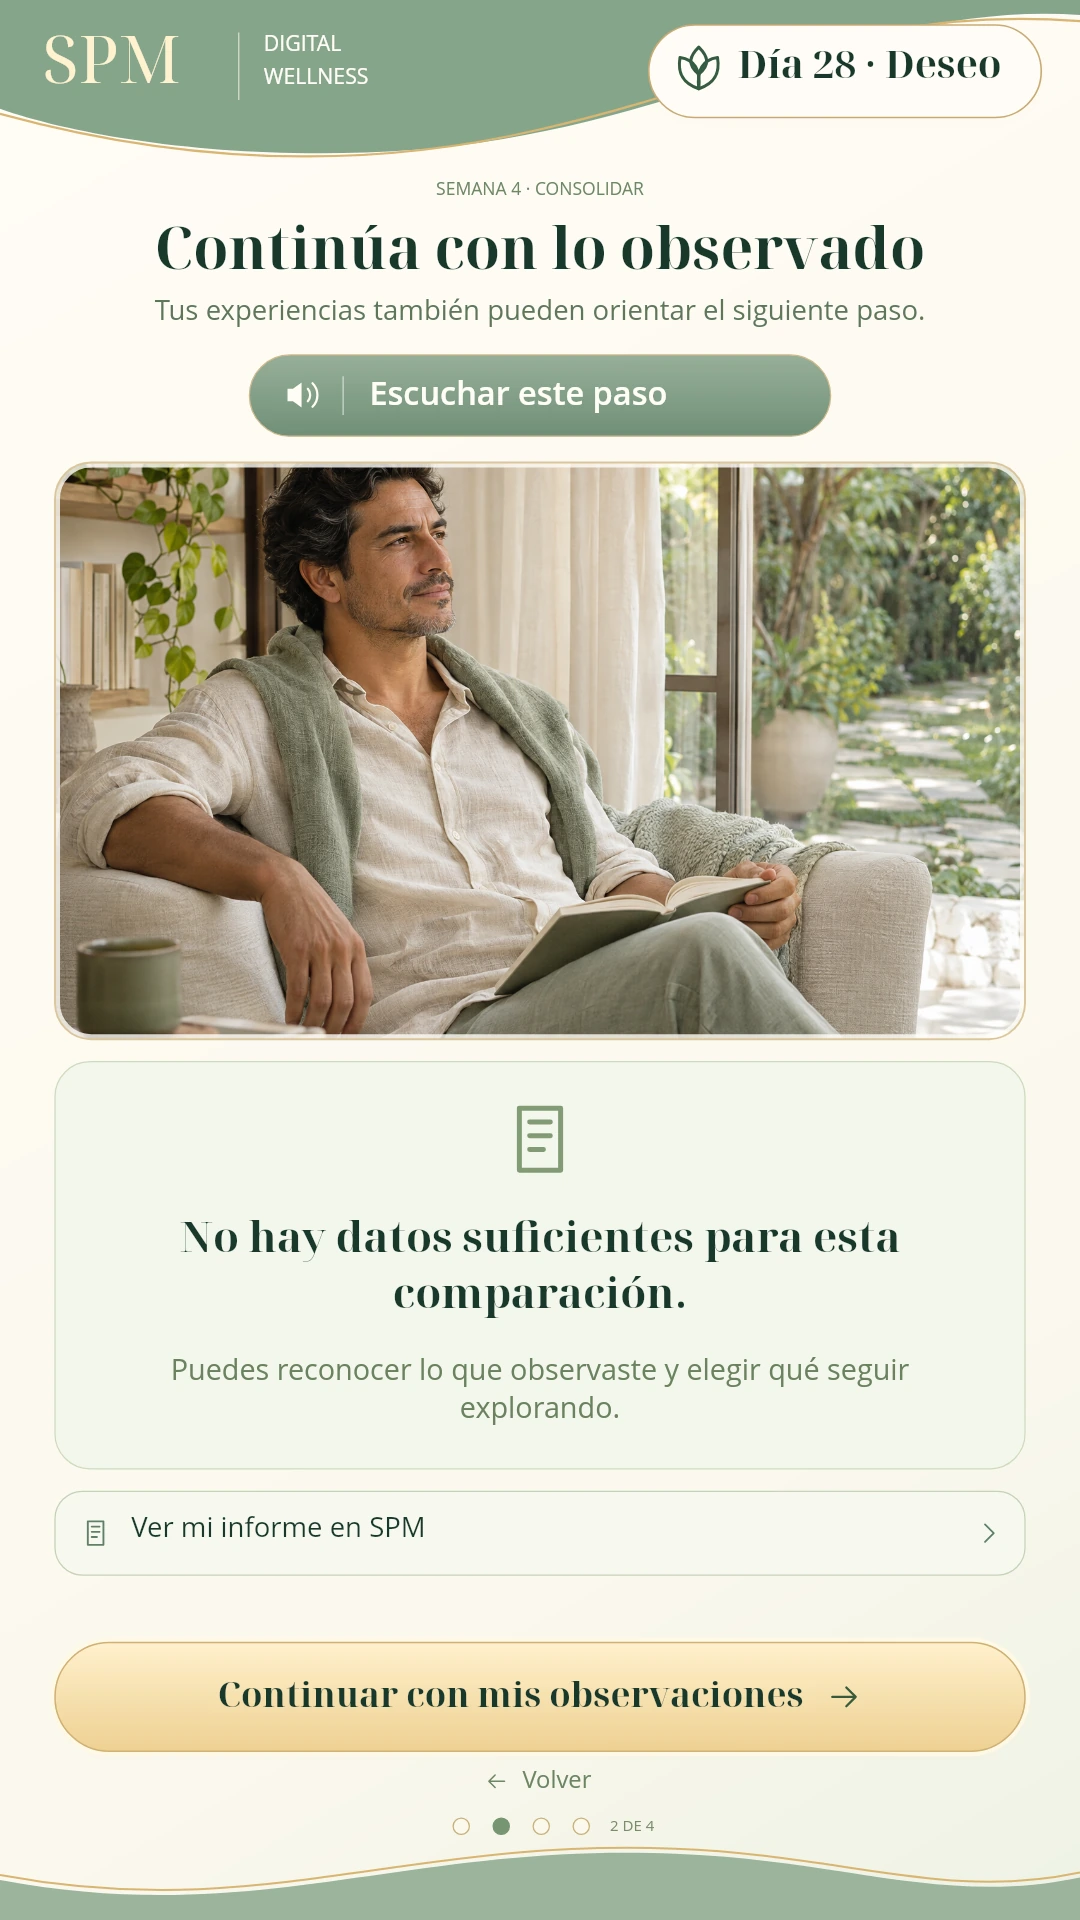 SPM
DIGITAL
WELLNESS
Día 28 · Deseo
SEMANA 4 · CONSOLIDAR
Continúa con lo observado
Tus experiencias también pueden orientar el siguiente paso.
Escuchar este paso
No hay datos suficientes para esta
comparación.
Puedes reconocer lo que observaste y elegir qué seguir
explorando.
Ver mi informe en SPM
Continuar con mis observaciones →
← Volver
2 DE 4